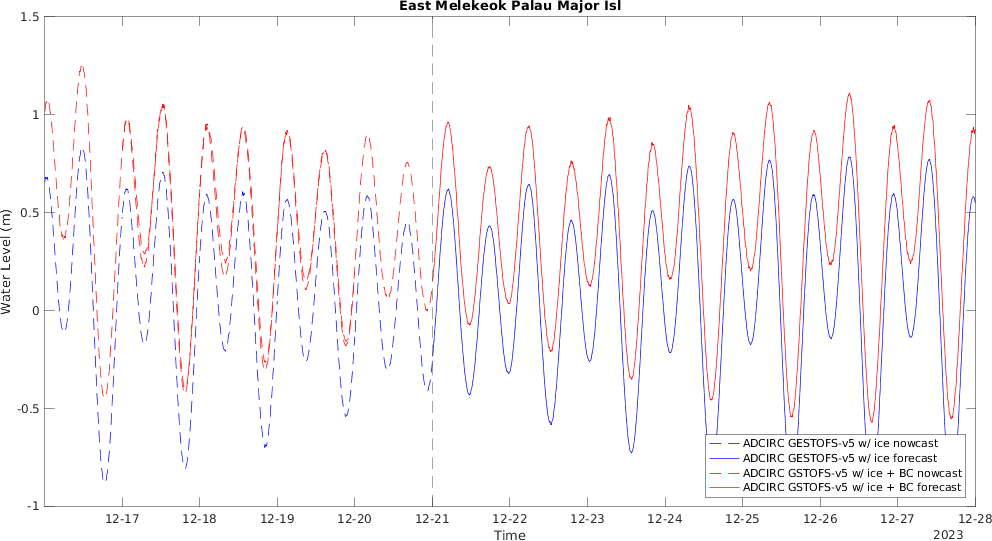 East Melekeok Palau Major Isl
1.5
1
0.5
0
-0.5
-1
Water Level (m)
12-17
12-18
12-19
12-20
12-21
12-22
12-23
12-24
12-25
12-26
12-27
12-28
Time
2023
ADCIRC GESTOFS-v5 w/ ice nowcast
ADCIRC GESTOFS-v5 w/ ice forecast
ADCIRC GSTOFS-v5 w/ ice + BC nowcast
ADCIRC GSTOFS-v5 w/ ice + BC forecast